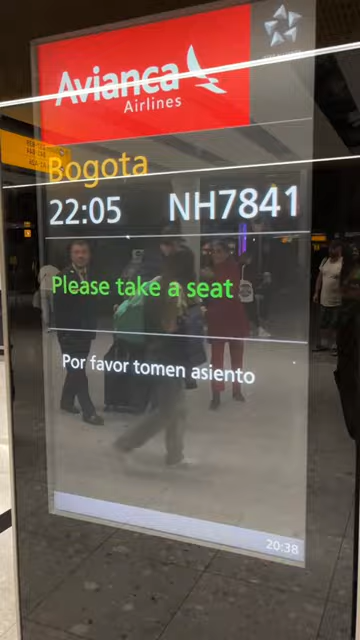 Avianca
Airlines
Bogota
22:05 NH7841
Please take a seat
Por favor tomen asiento
20:38